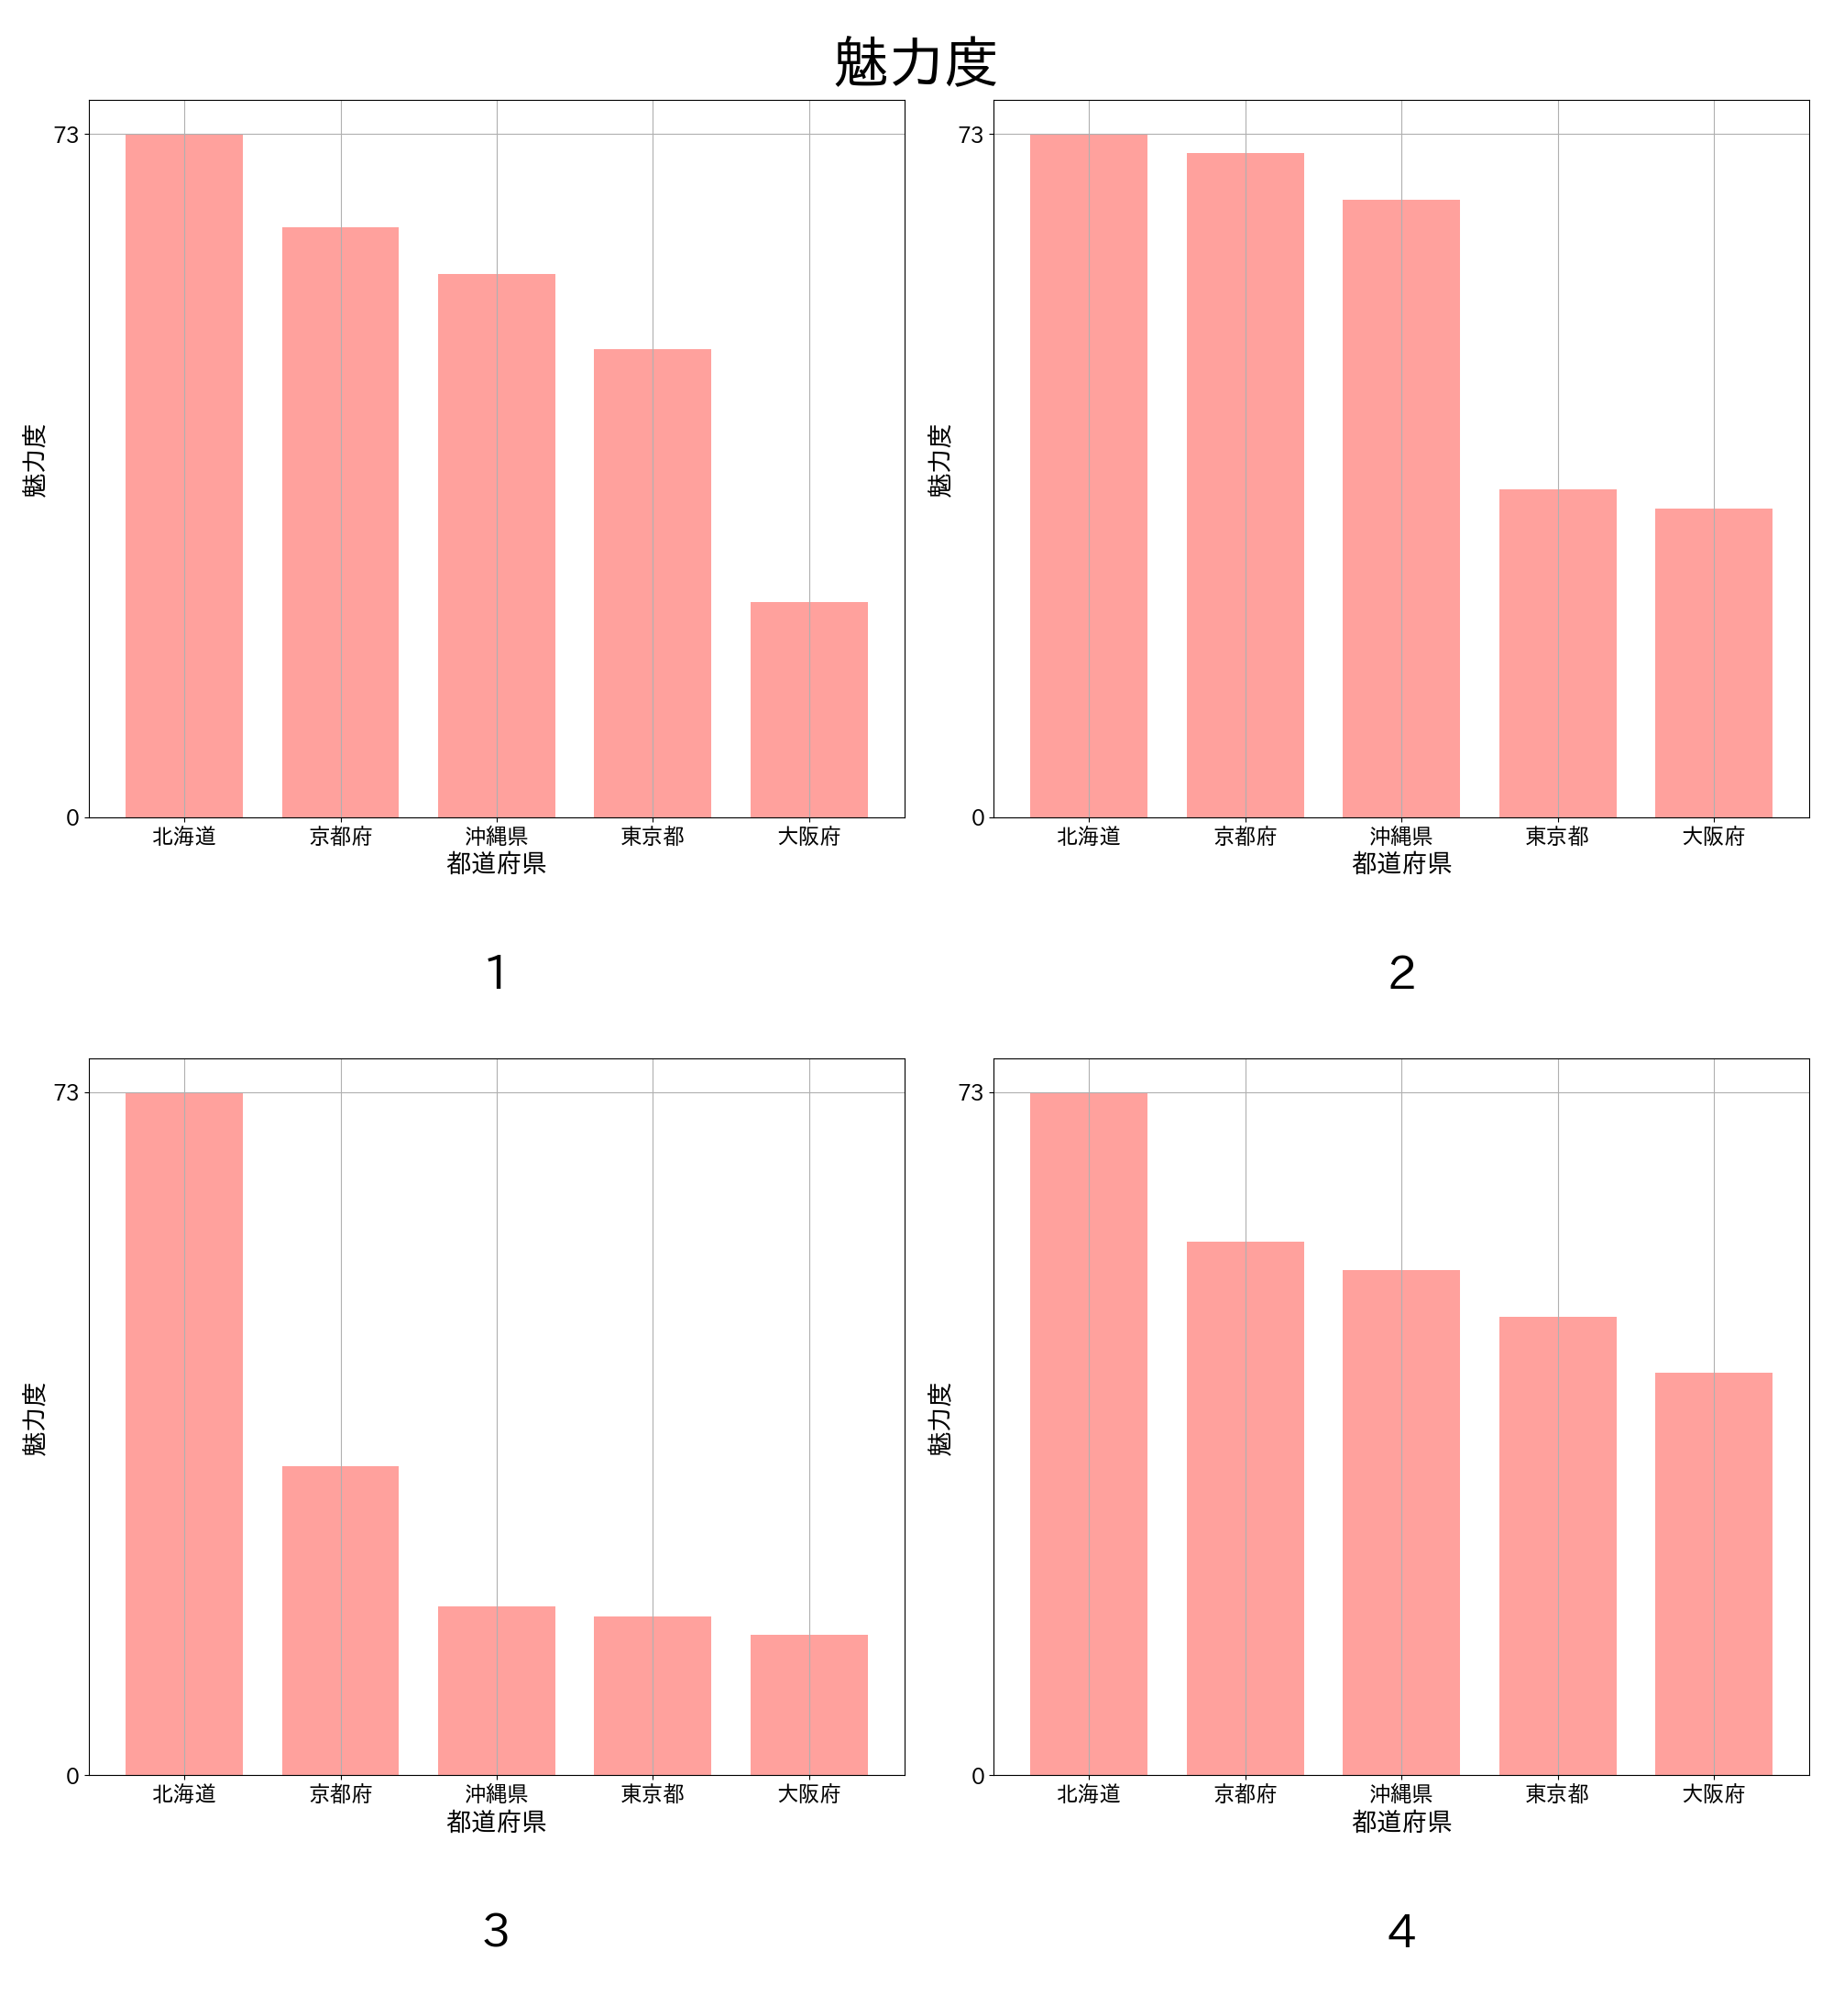 魅力度
73
0
魅力度
北海道 京都府 沖縄県 東京都 大阪府
都道府県
1
73
0
魅力度
北海道 京都府 沖縄県 東京都 大阪府
都道府県
2
73
0
魅力度
北海道 京都府 沖縄県 東京都 大阪府
都道府県
3
73
0
魅力度
北海道 京都府 沖縄県 東京都 大阪府
都道府県
4